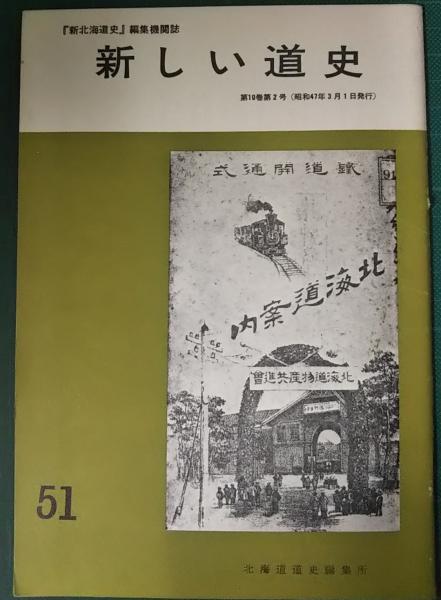 『新北海道史』編集機関誌
新しい道史
第10巻第2号（昭和47年3月1日発行）
式通開道鐵
北海道案内
會進共産物道海北
51
北海道道史編集所